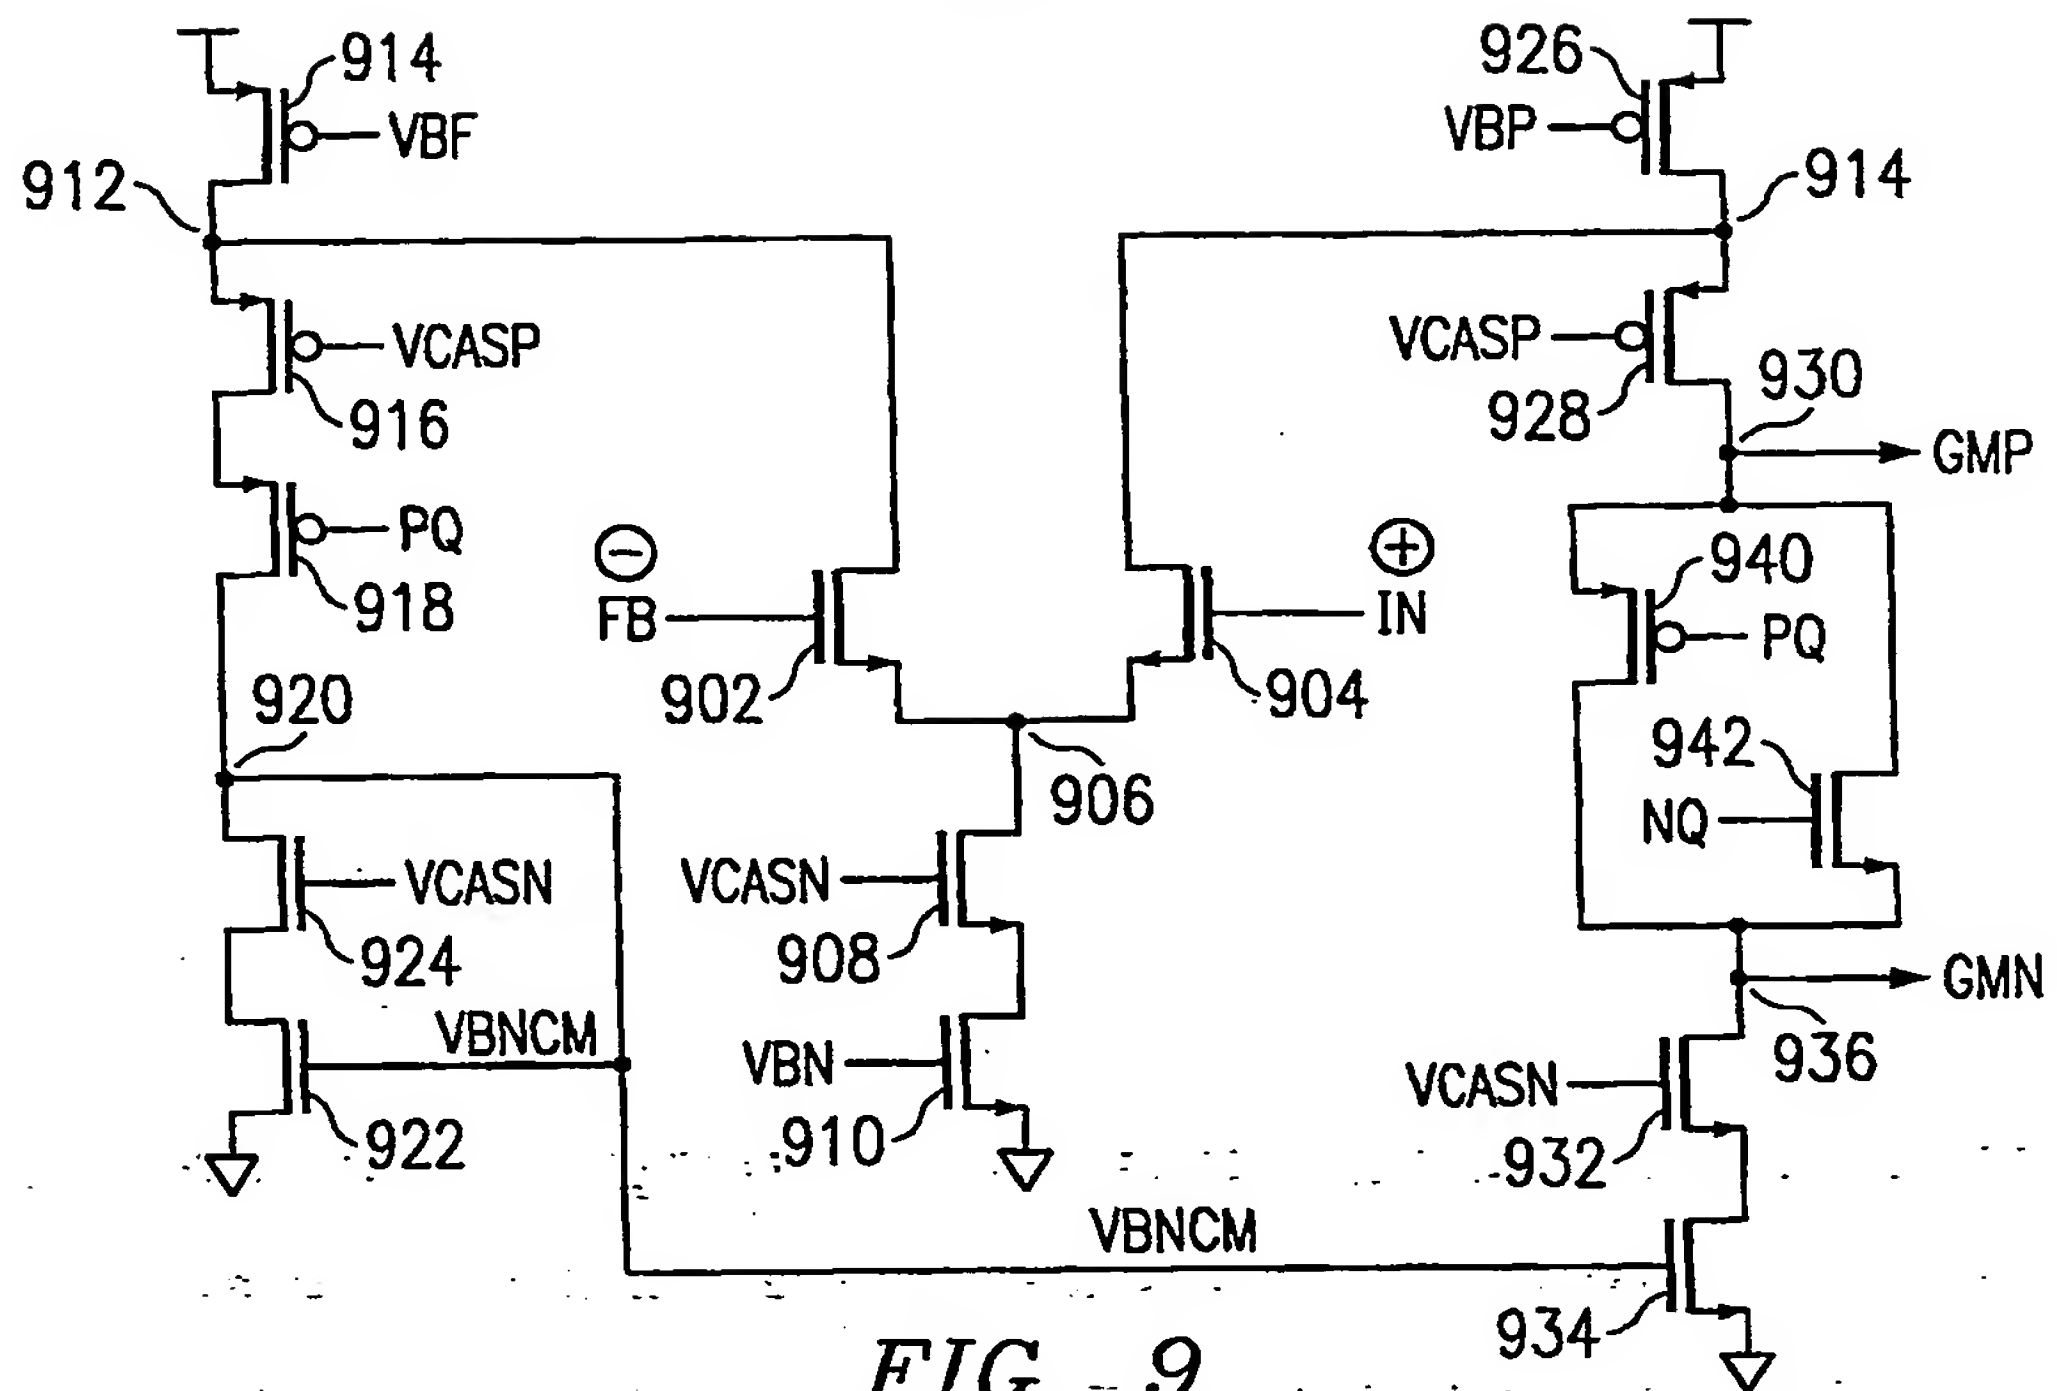 914
VBF
912
926
VBP
914
VCASP
916
VCASP
928
930
GMP
PQ
918
⊖
FB
902
⊕
IN
904
940
PQ
942
NQ
920
906
VCASN
924
VCASN
908
GMN
936
VBNCM
922
VBN
910
VCASN
932
VBNCM
934
FIG. 9